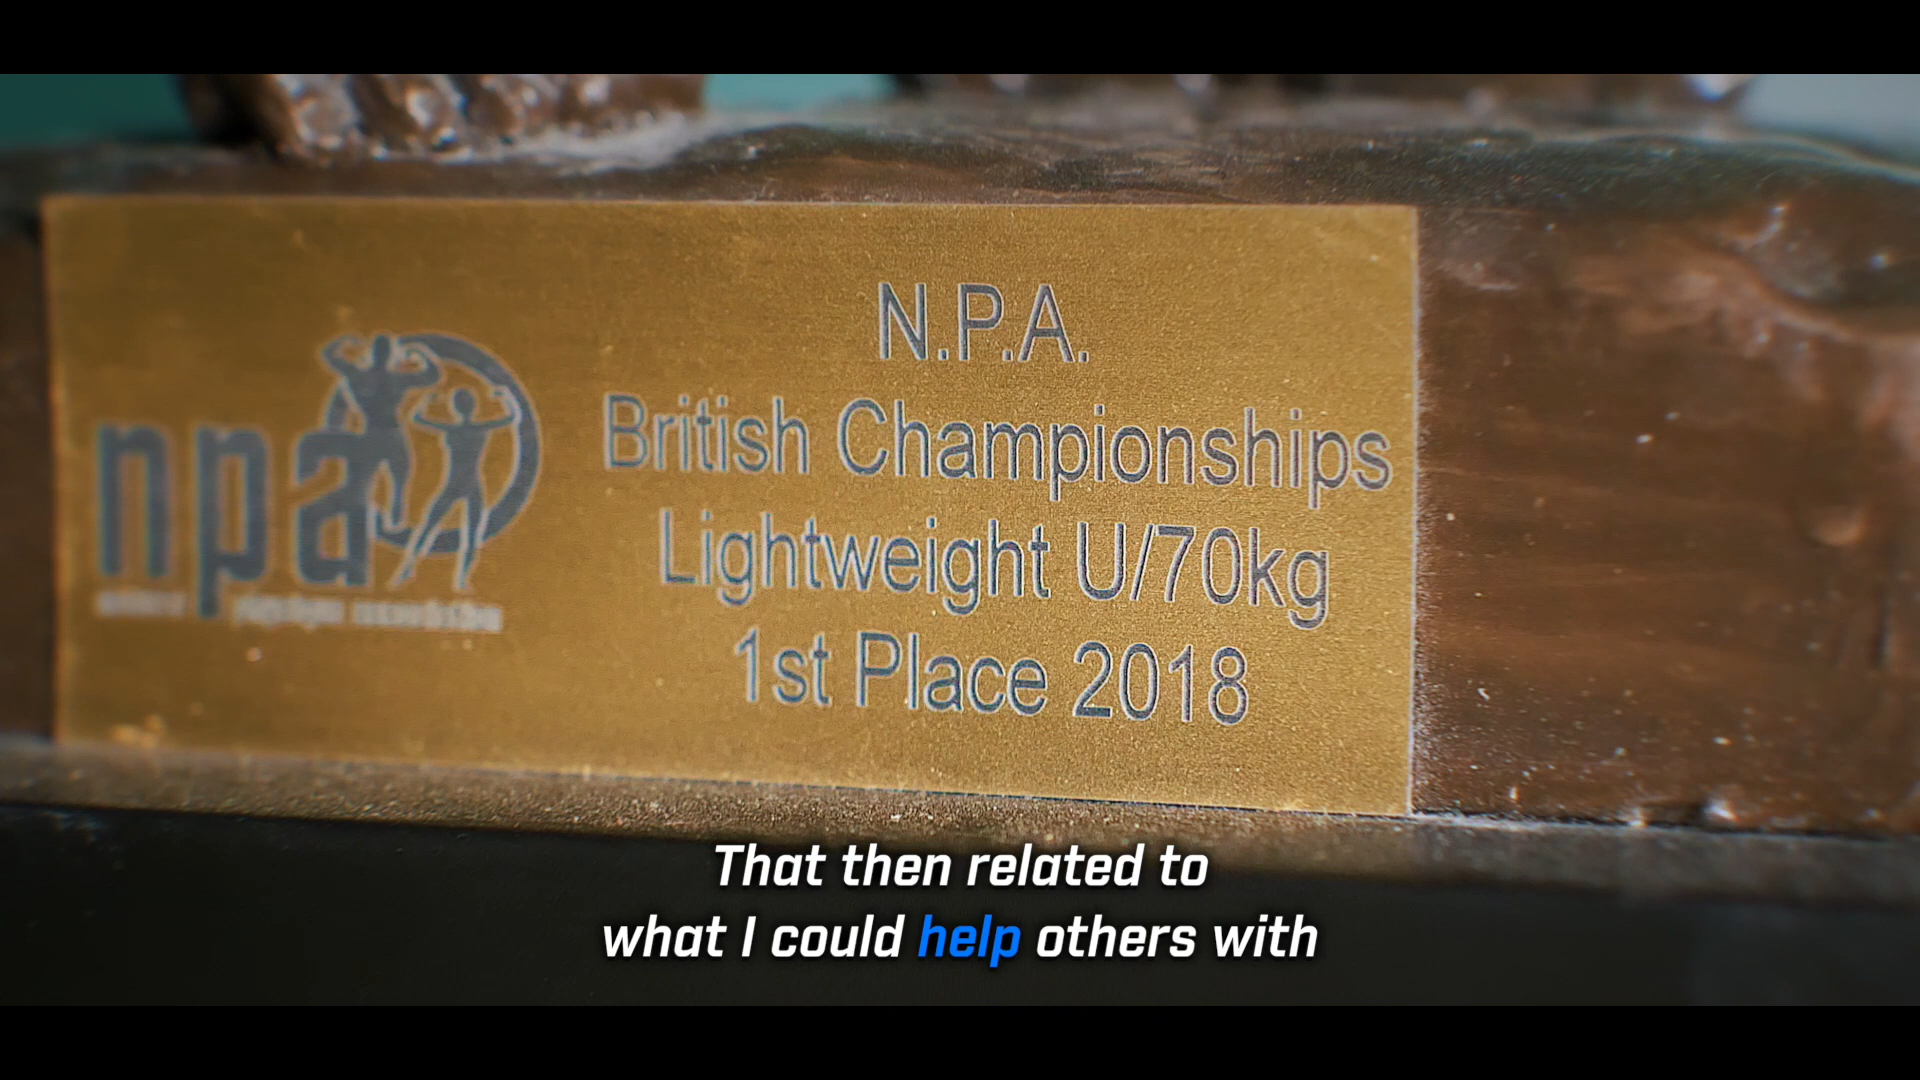 npa
N.P.A.
British Championships
Lightweight U/70kg
1st Place 2018
That then related to
what I could help others with